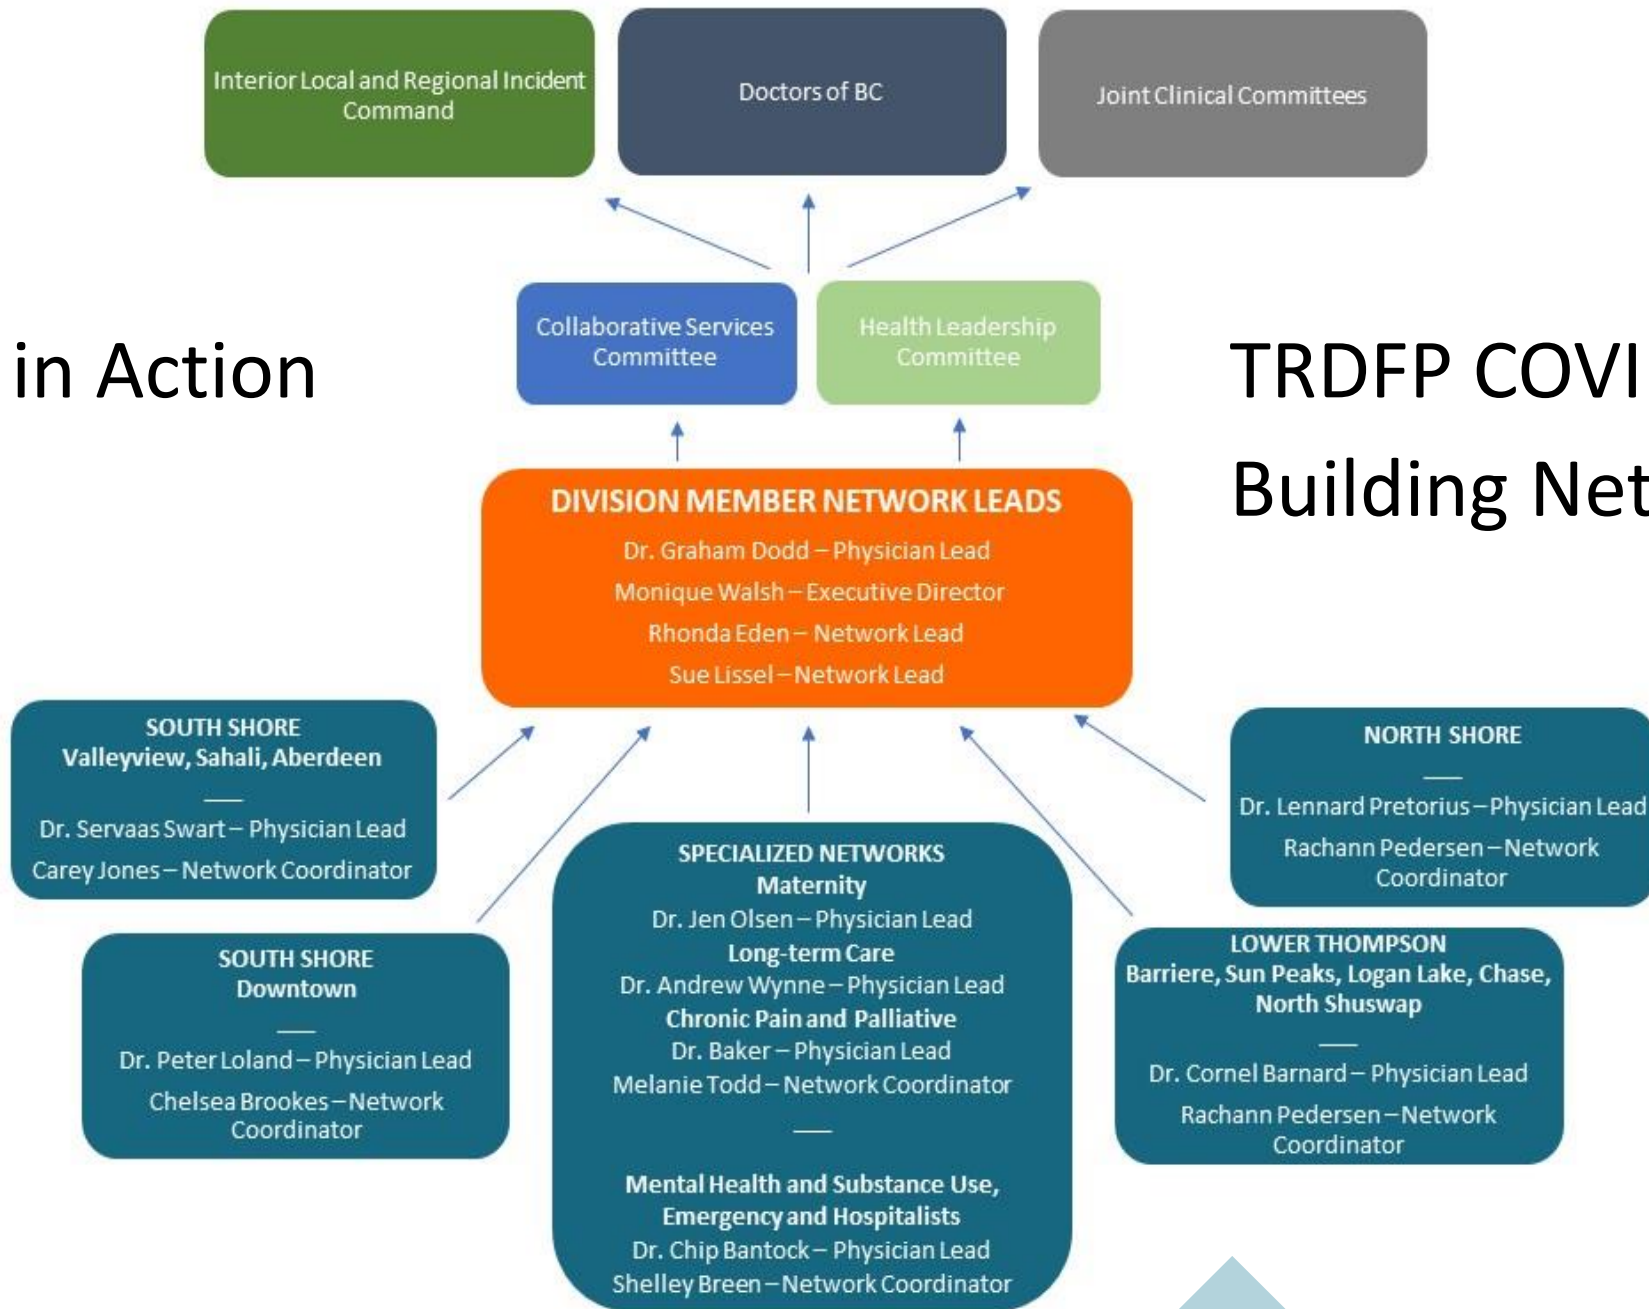 Interior Local and Regional Incident
Command
Doctors of BC
Joint Clinical Committees
Collaborative Services
Committee
Health Leadership
Committee
in Action
TRDFP COVI
Building Net
DIVISION MEMBER NETWORK LEADS
Dr. Graham Dodd – Physician Lead
Monique Walsh – Executive Director
Rhonda Eden – Network Lead
Sue Lissel – Network Lead
SOUTH SHORE
Valleyview, Sahali, Aberdeen
Dr. Servaas Swart – Physician Lead
Carey Jones – Network Coordinator
NORTH SHORE
Dr. Lennard Pretorius – Physician Lead
Rachann Pedersen – Network
Coordinator
SOUTH SHORE
Downtown
Dr. Peter Loland – Physician Lead
Chelsea Brookes – Network
Coordinator
SPECIALIZED NETWORKS
Maternity
Dr. Jen Olsen – Physician Lead
Long-term Care
Dr. Andrew Wynne – Physician Lead
Chronic Pain and Palliative
Dr. Baker – Physician Lead
Melanie Todd – Network Coordinator
Mental Health and Substance Use,
Emergency and Hospitalists
Dr. Chip Bantock – Physician Lead
Shelley Breen – Network Coordinator
LOWER THOMPSON
Barriere, Sun Peaks, Logan Lake, Chase,
North Shuswap
Dr. Cornel Barnard – Physician Lead
Rachann Pedersen – Network
Coordinator